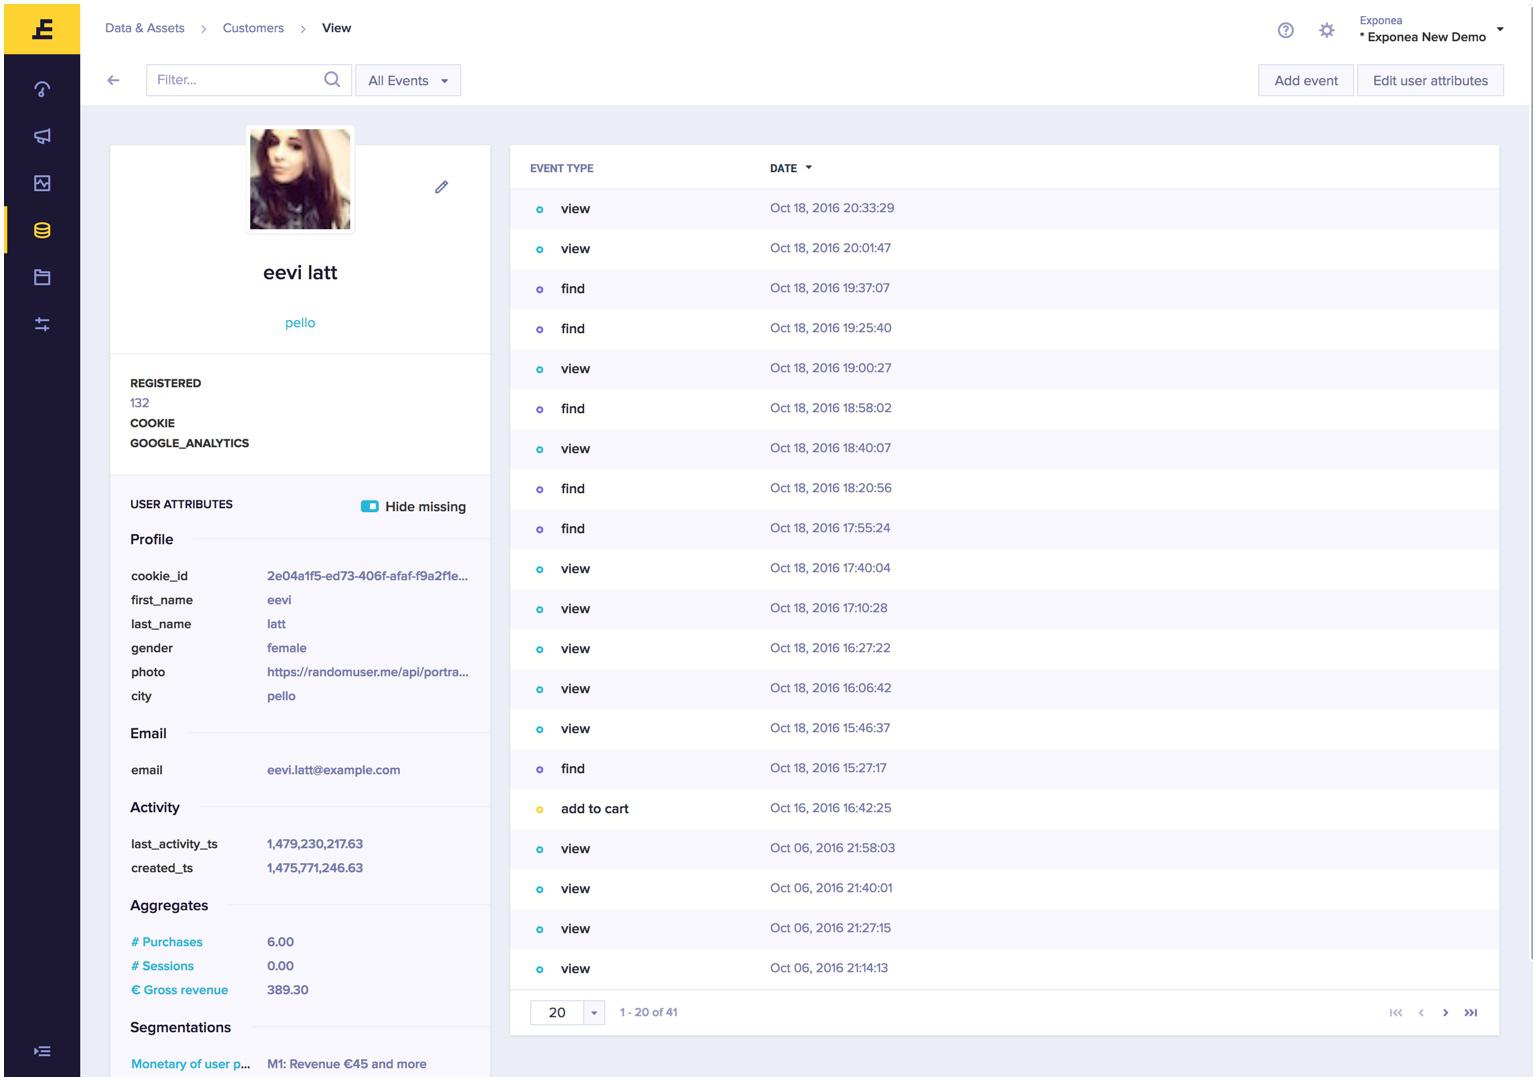 Data & Assets > Customers > View
Exponea
* Exponea New Demo
Filter... All Events Add event Edit user attributes
eevi latt
pello
REGISTERED
132
COOKIE
GOOGLE_ANALYTICS
USER ATTRIBUTES Hide missing
Profile
cookie_id 2e04a1f5-ed73-406f-afaf-f9a2f1e...
first_name eevi
last_name latt
gender female
photo https://randomuser.me/api/portra...
city pello
Email
email eevi.latt@example.com
Activity
last_activity_ts 1,479,230,217.63
created_ts 1,475,771,246.63
Aggregates
# Purchases 6.00
# Sessions 0.00
€ Gross revenue 389.30
Segmentations
Monetary of user p... M1: Revenue €45 and more
EVENT TYPE DATE
view Oct 18, 2016 20:33:29
view Oct 18, 2016 20:01:47
find Oct 18, 2016 19:37:07
find Oct 18, 2016 19:25:40
view Oct 18, 2016 19:00:27
find Oct 18, 2016 18:58:02
view Oct 18, 2016 18:40:07
find Oct 18, 2016 18:20:56
find Oct 18, 2016 17:55:24
view Oct 18, 2016 17:40:04
view Oct 18, 2016 17:10:28
view Oct 18, 2016 16:27:22
view Oct 18, 2016 16:06:42
view Oct 18, 2016 15:46:37
find Oct 18, 2016 15:27:17
add to cart Oct 16, 2016 16:42:25
view Oct 06, 2016 21:58:03
view Oct 06, 2016 21:40:01
view Oct 06, 2016 21:27:15
view Oct 06, 2016 21:14:13
20 1 - 20 of 41